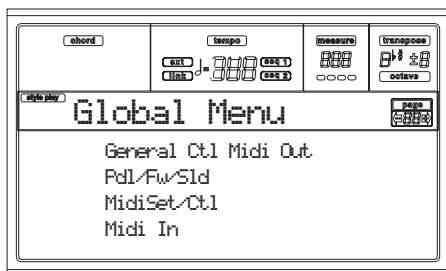 chord tempo measure transpose
ext seq 1
link seq 2
octave
style play Global Menu page
General Ctl Midi Out
Pdl/Fw/Sld
MidiSet/Ctl
Midi In